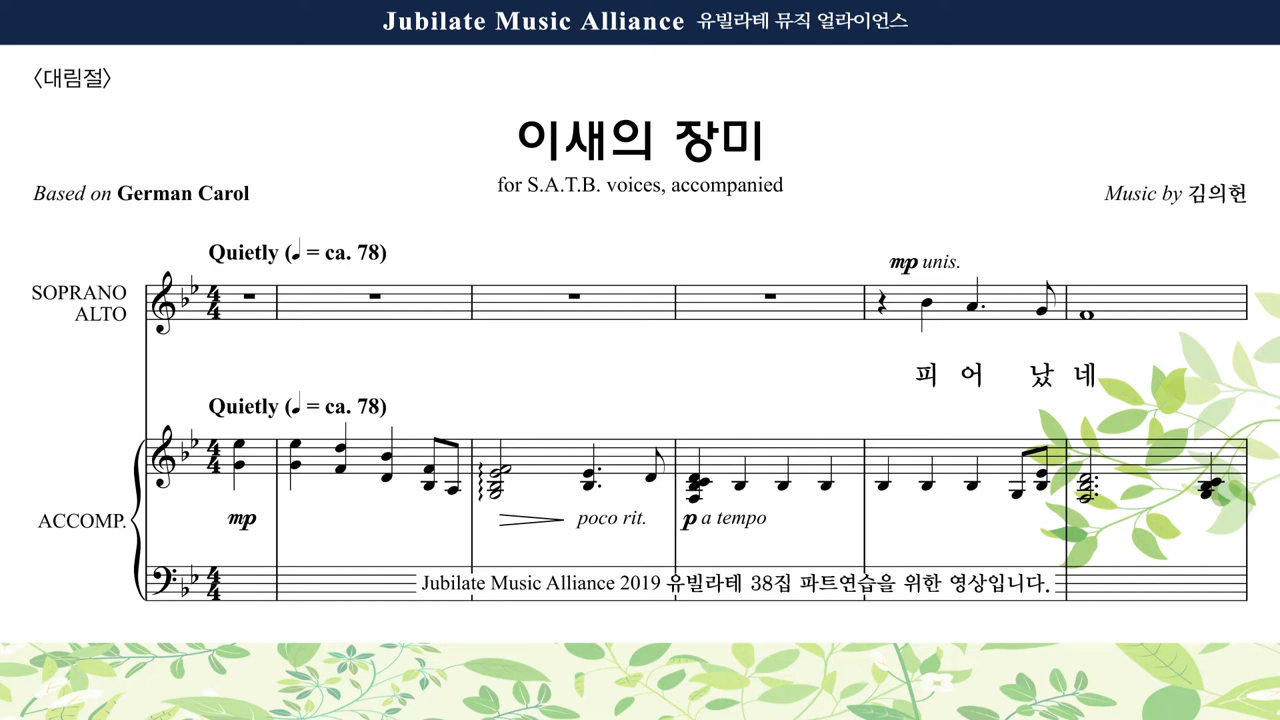 Jubilate Music Alliance 유빌라테 뮤직 얼라이언스
〈대림절〉
이새의 장미
for S.A.T.B. voices, accompanied
Based on German Carol
Music by 김의헌
Quietly (♩ = ca. 78)
mp unis.
SOPRANO
ALTO
피 어 났 네
Quietly (♩ = ca. 78)
ACCOMP.
mp poco rit. p a tempo
Jubilate Music Alliance 2019 유빌라테 38집 파트연습을 위한 영상입니다.